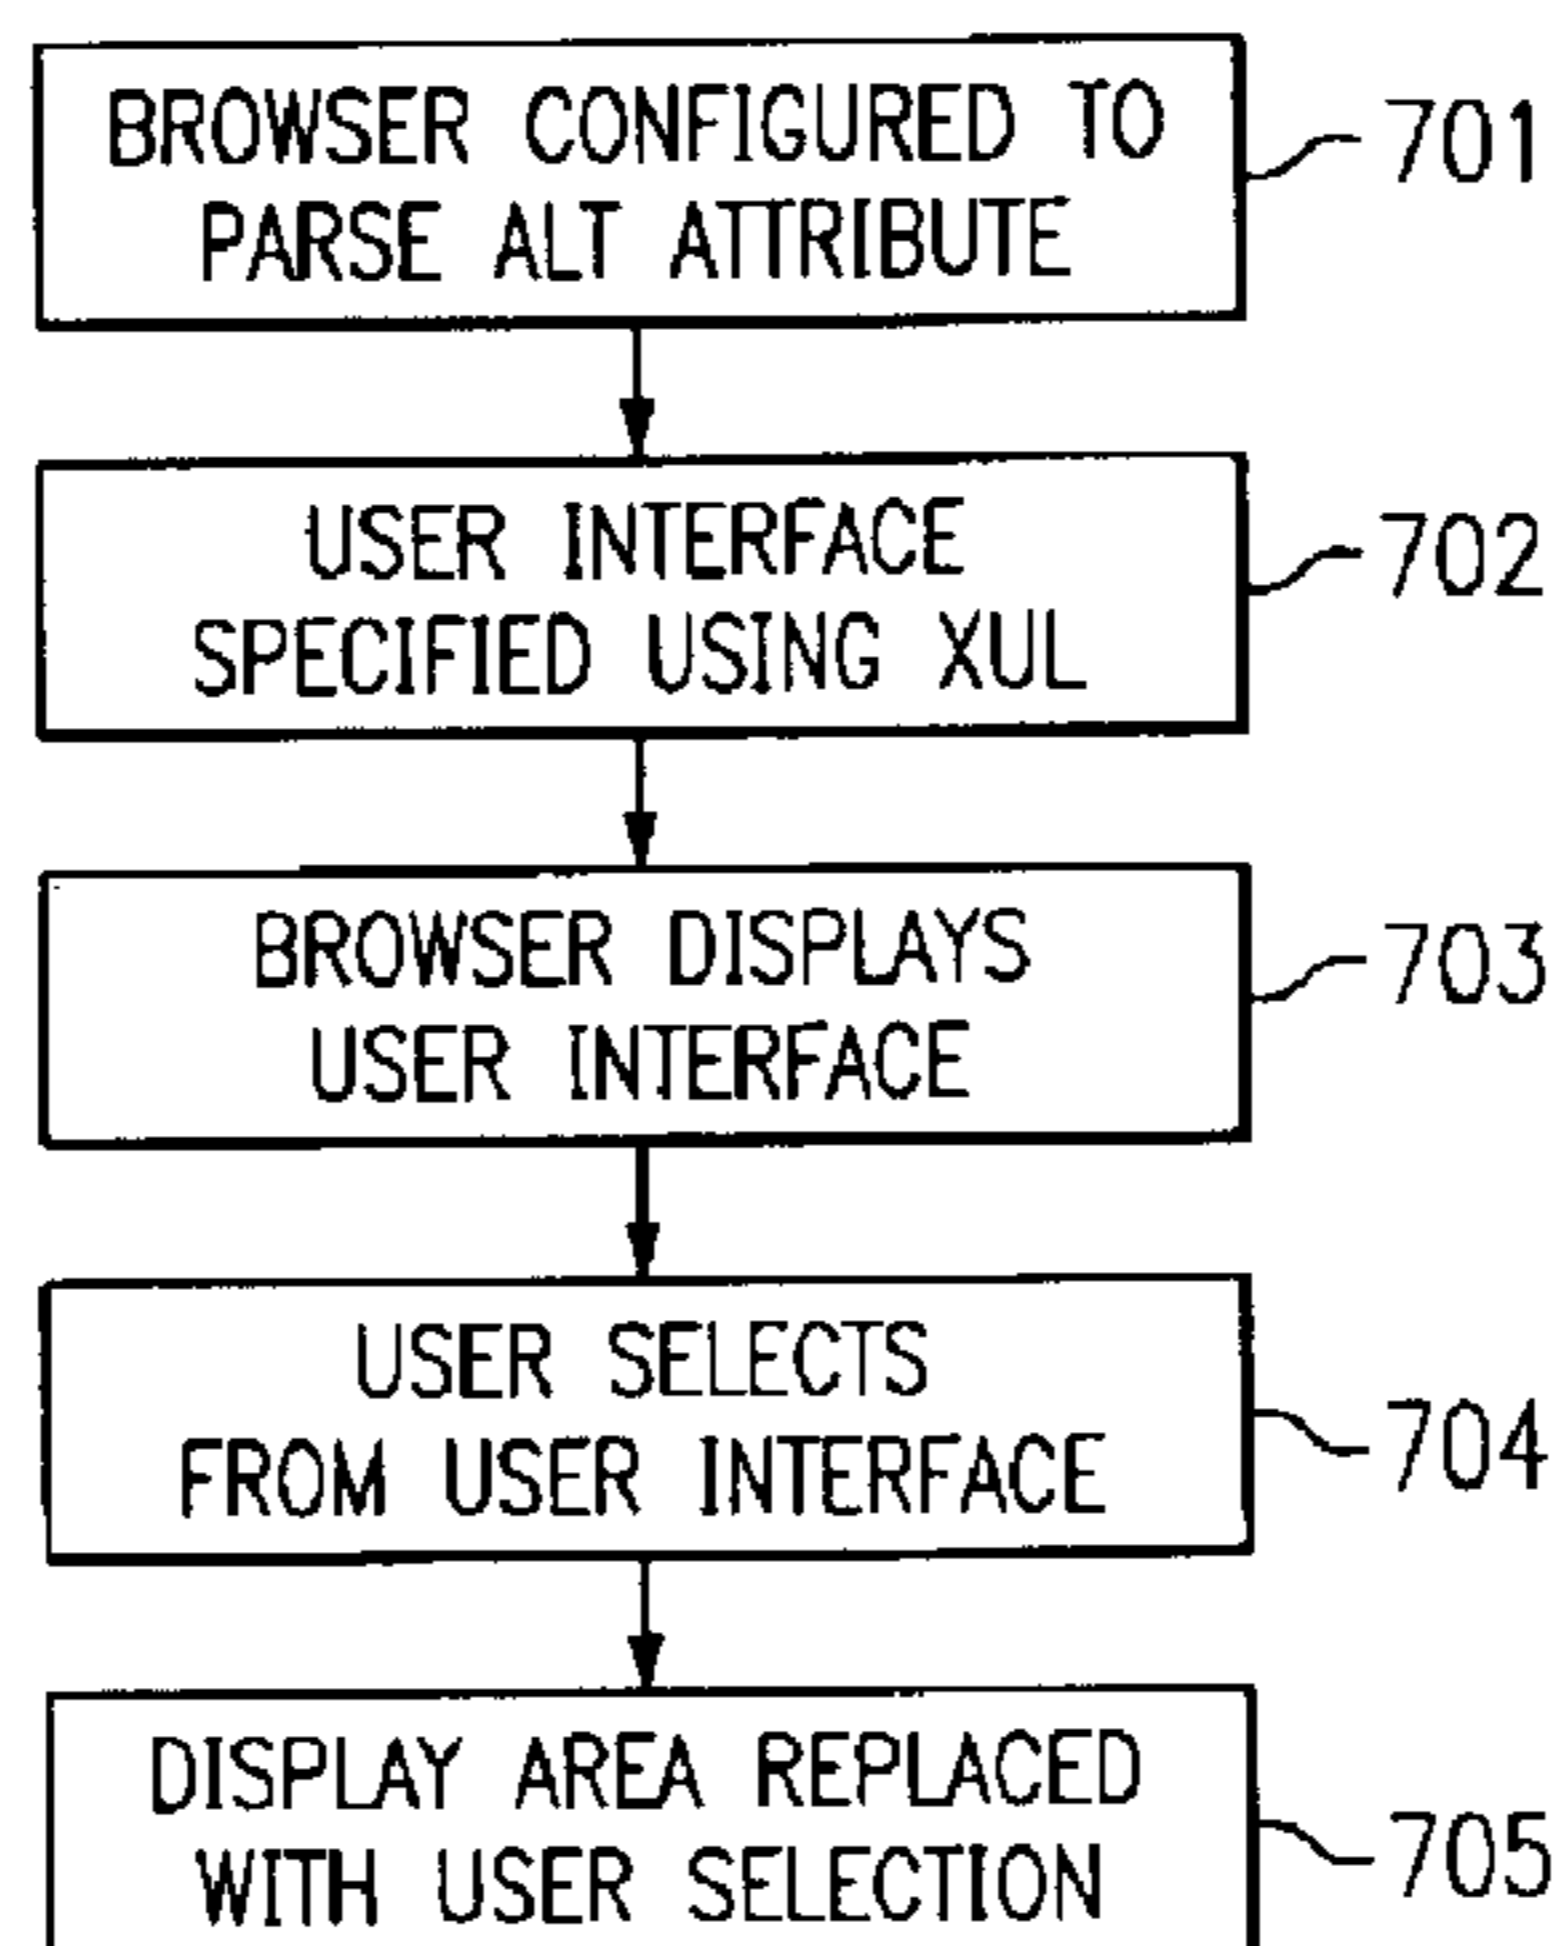 BROWSER CONFIGURED TO
PARSE ALT ATTRIBUTE
701
USER INTERFACE
SPECIFIED USING XUL
702
BROWSER DISPLAYS
USER INTERFACE
703
USER SELECTS
FROM USER INTERFACE
704
DISPLAY AREA REPLACED
WITH USER SELECTION
705